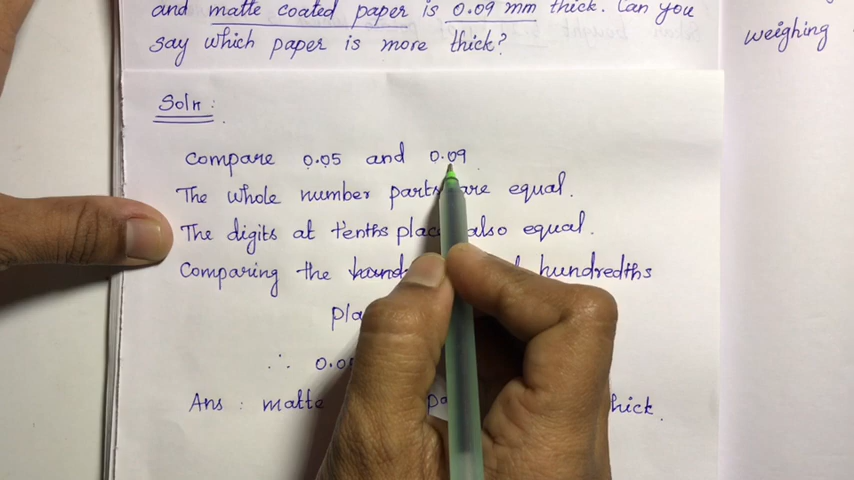 and matte coated paper is 0.09 mm thick. Can you
say which paper is more thick?
weighing
Soln:
Compare 0.05 and 0.09
The whole number parts are equal.
The digits at tenths place also equal.
Comparing the hundredths
∴ 0.0
Ans : matte thick.